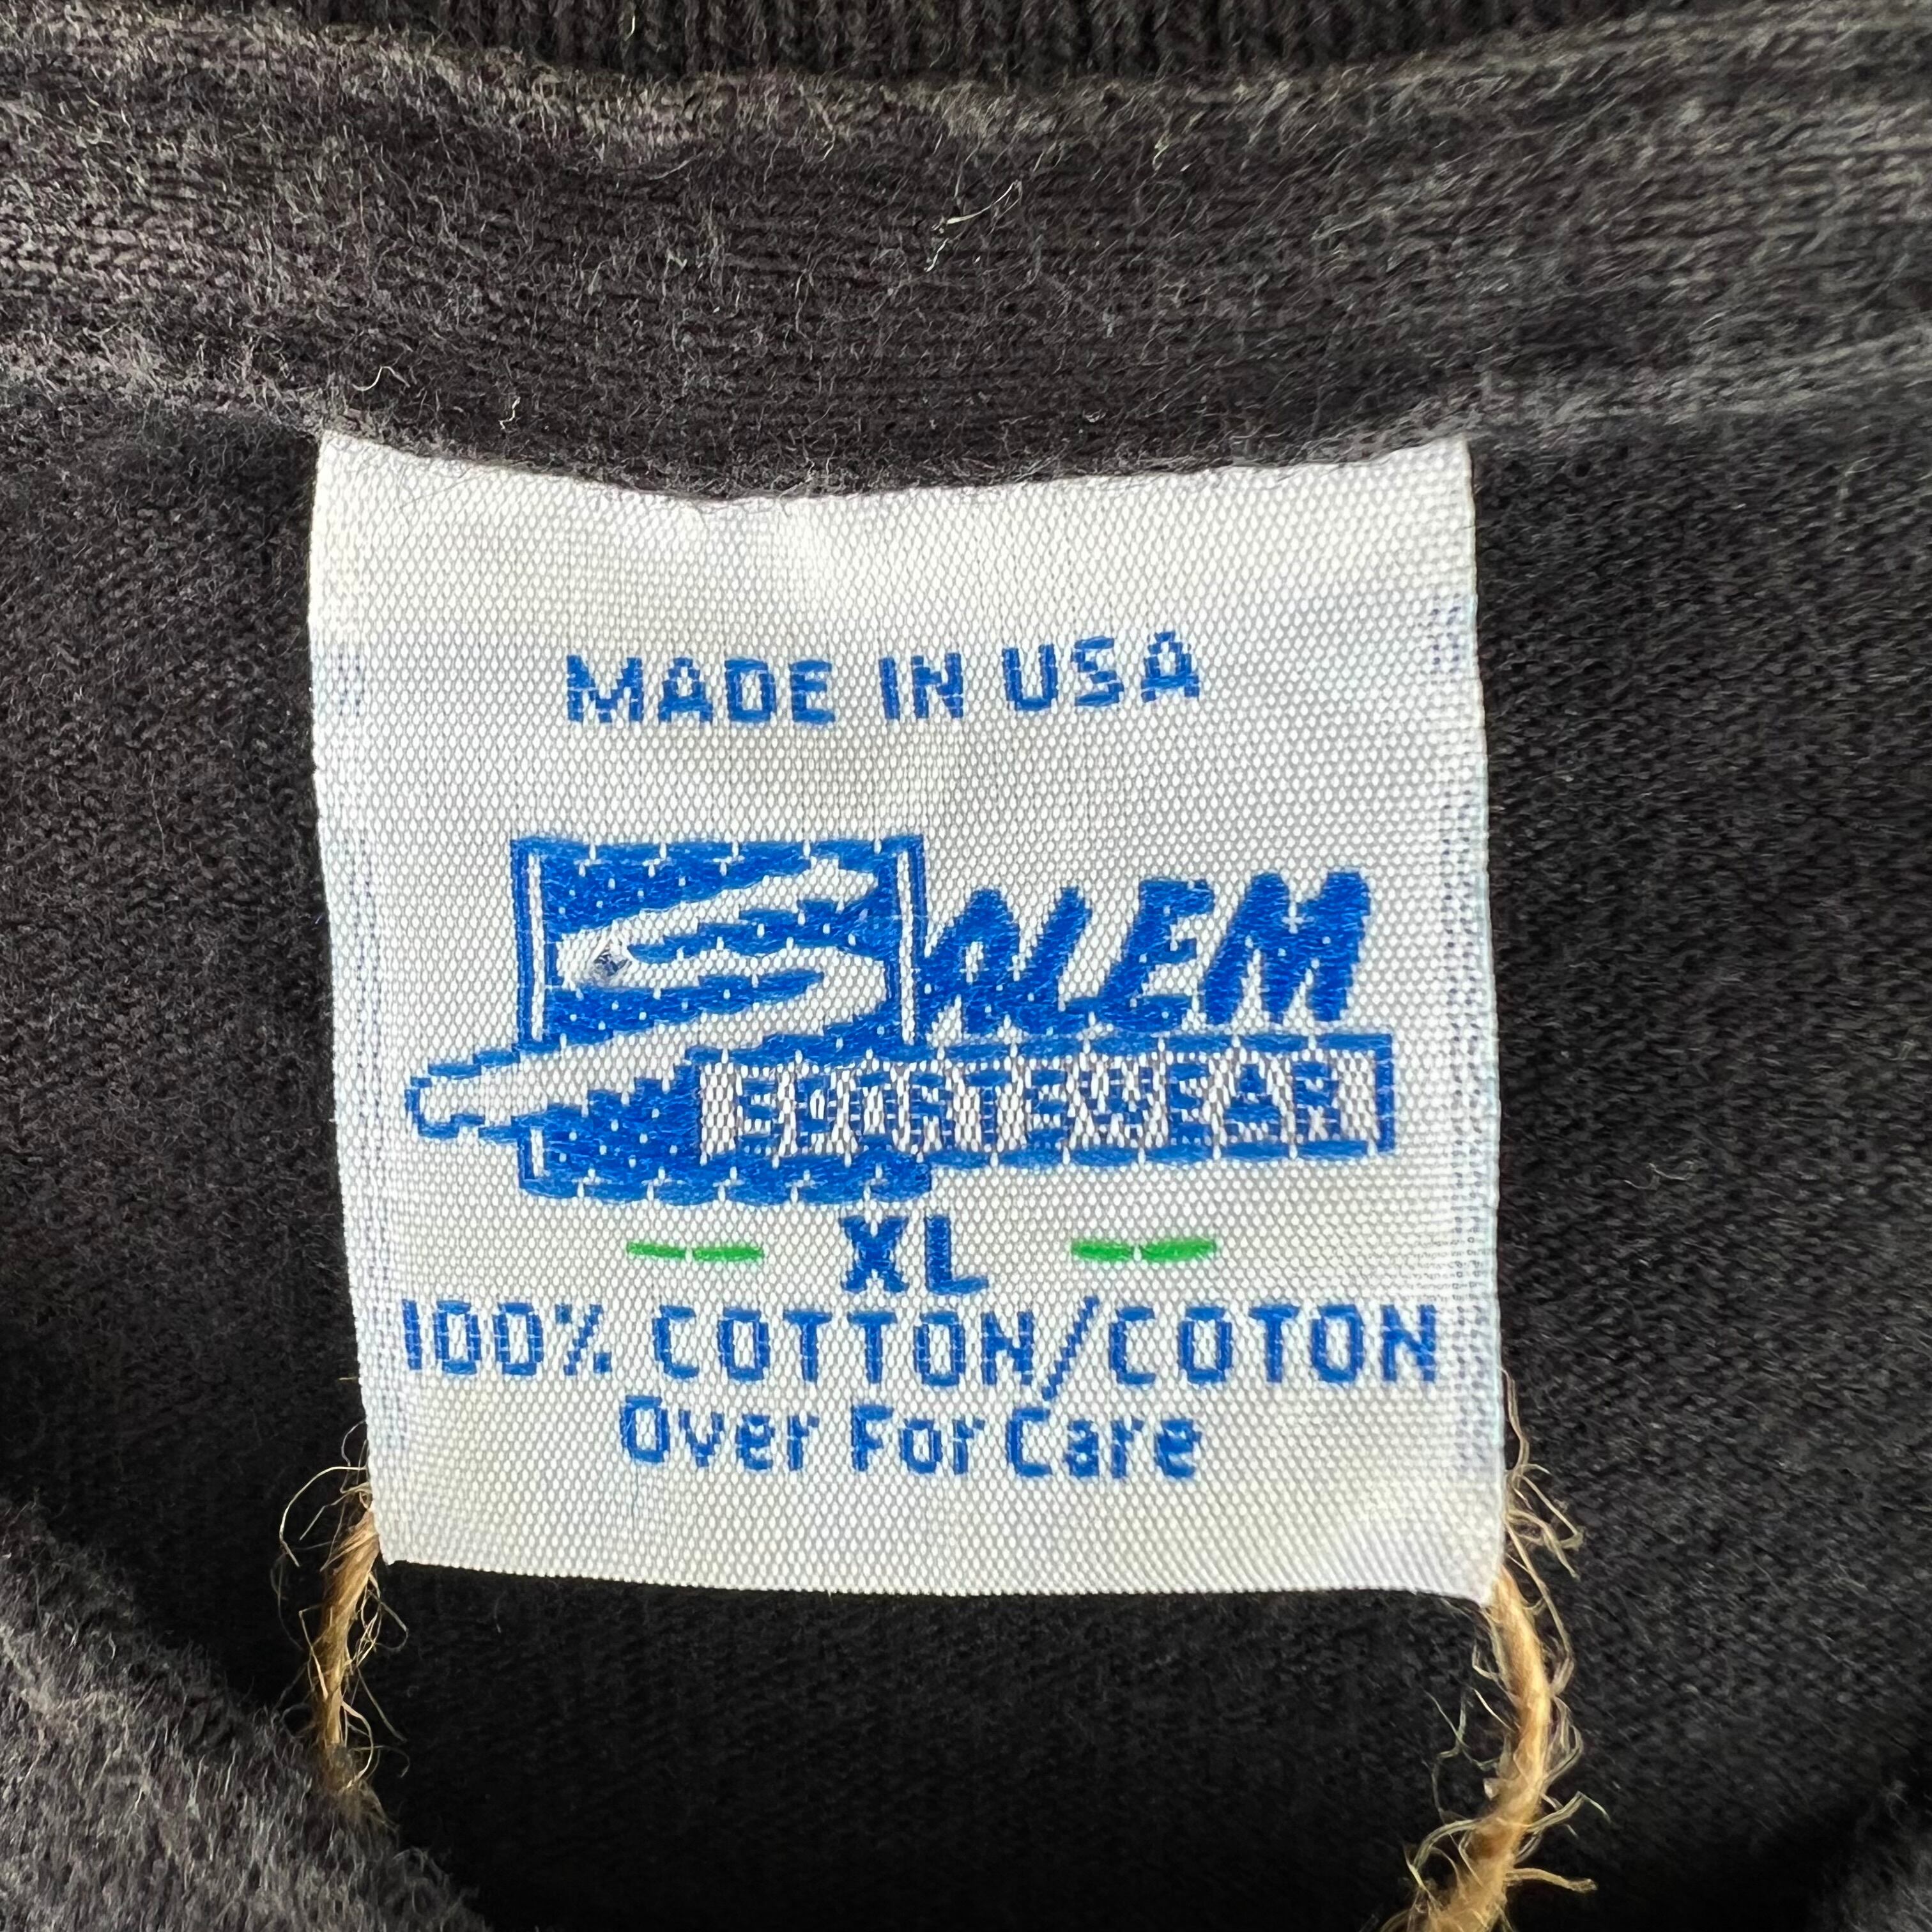 MADE IN USA
SALEM
SPORTSWEAR
XL
100% COTTON/COTON
Over For Care